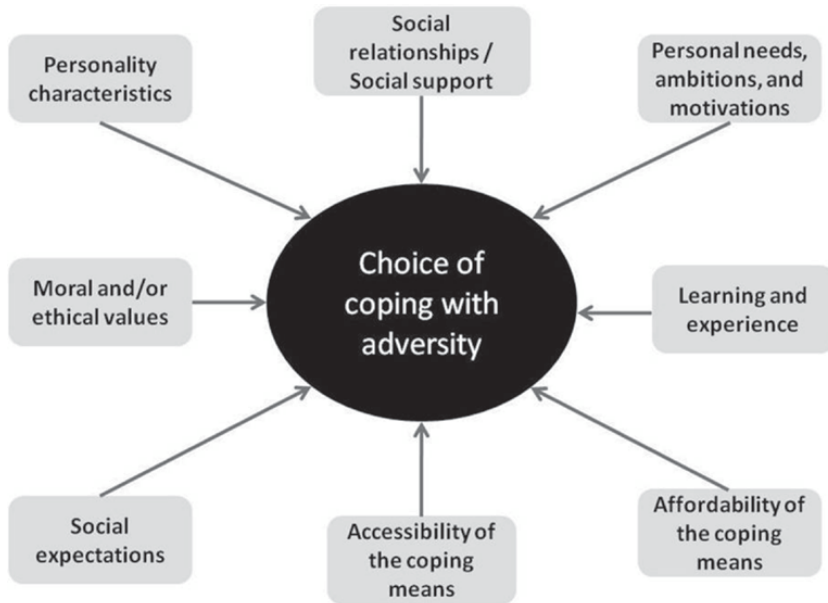 Personality
characteristics
Social
relationships /
Social support
Personal needs,
ambitions, and
motivations
Moral and/or
ethical values
Choice of
coping with
adversity
Learning and
experience
Social
expectations
Accessibility of
the coping
means
Affordability of
the coping
means